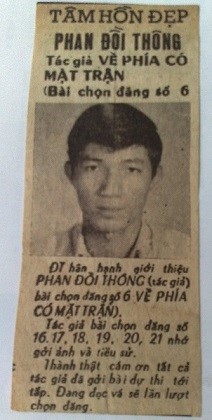 TÂM HỒN ĐẸP
PHAN ĐỒI THÔNG
Tác giả VỀ PHÍA CÓ
MẶT TRẬN
(Bài chọn đăng số 6
ĐT hân hạnh giới thiệu
PHAN ĐỒI THÔNG (tác giả)
bài chọn đăng số 6 VỀ PHÍA
CÓ MẶT TRẬN).
Tác giả bài chọn đăng số
16, 17, 18, 19, 20, 21 nhớ
gởi ảnh và tiểu sử.
Thành thật cám ơn tất cả
tác giả đã gởi bài dự thi tới
tấp. Đang đọc và sẽ lần lượt
chọn đăng.